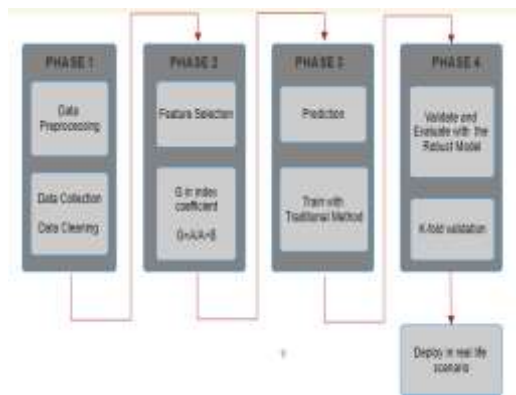 PHASE 1
Data
Preprocessing
Data Collection
Data Cleaning
PHASE 2
Feature Selection
G in index
coefficient
G=A/A+B
PHASE 3
Prediction
Train with
Traditional Method
PHASE 4
Validate and
Evaluate with the
Robust Model
K-fold validation
Deploy in real life
scenario